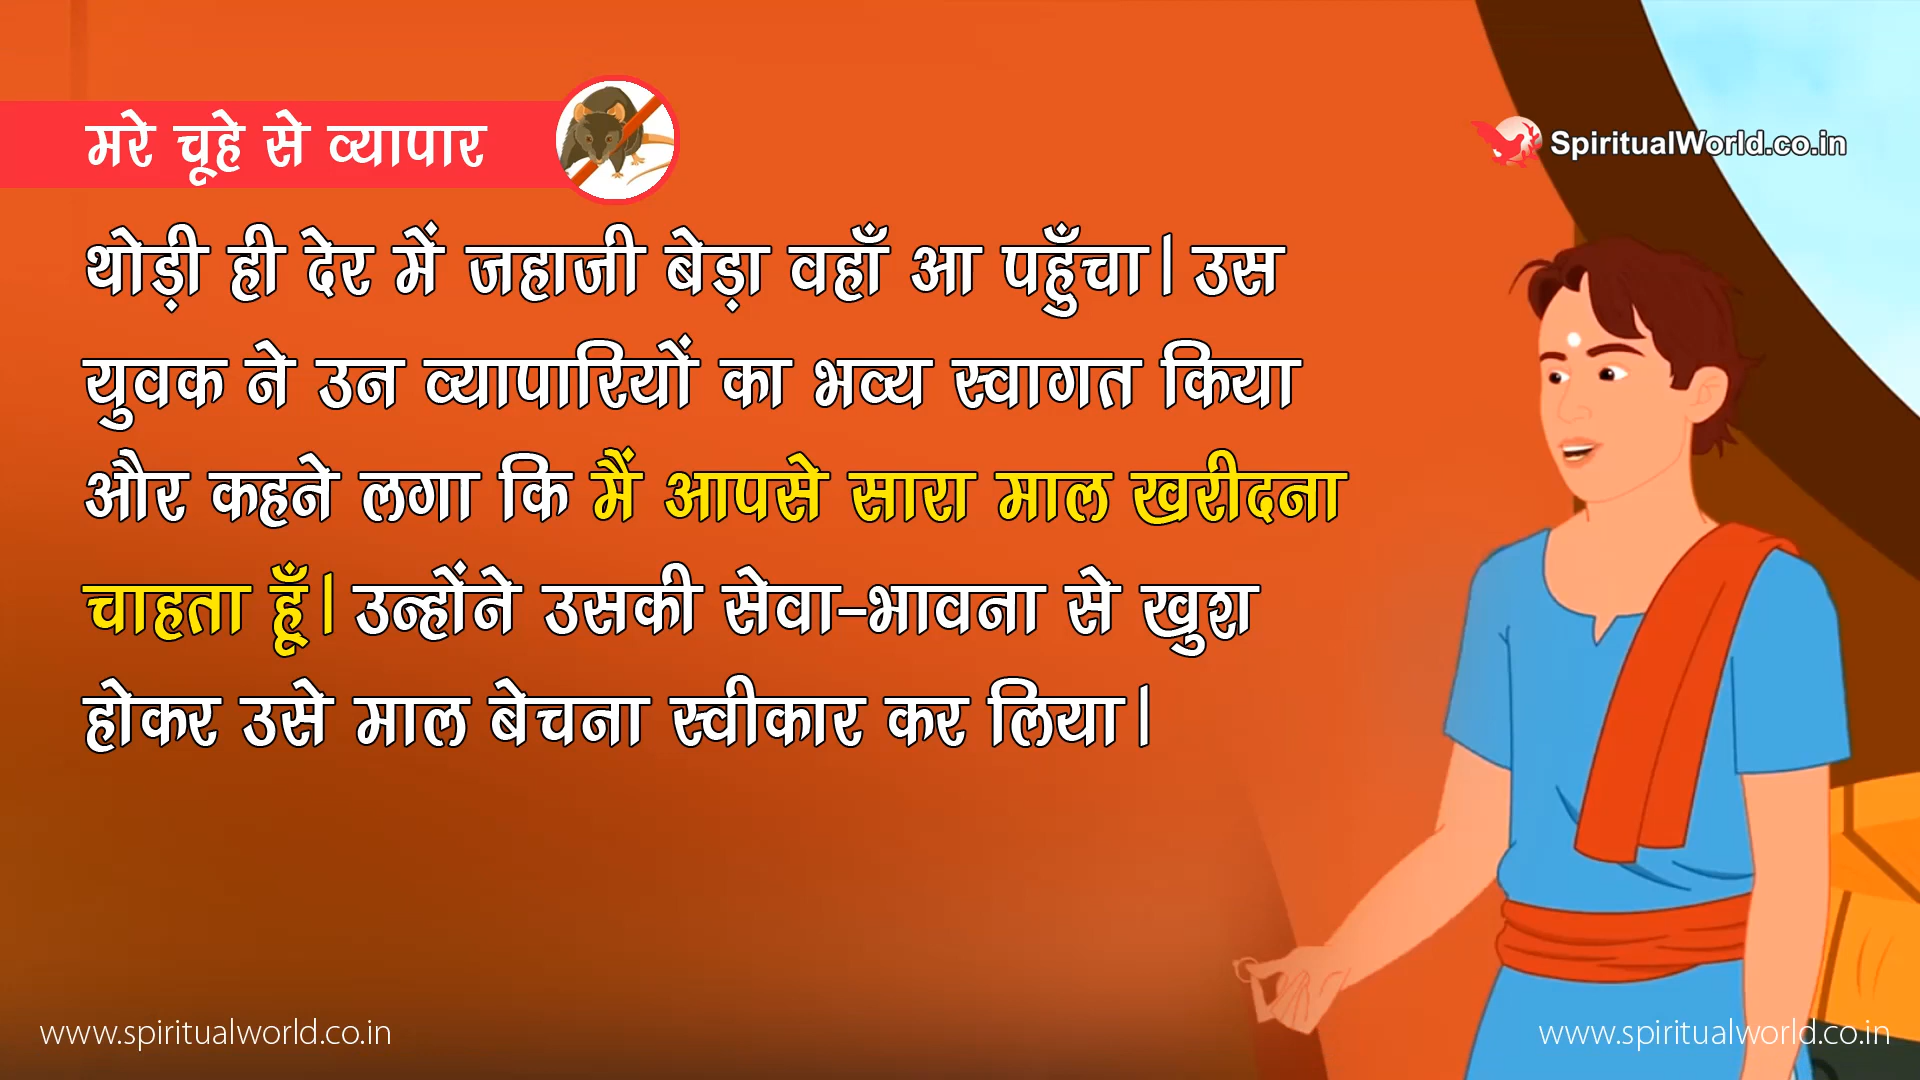 मरे चूहे से व्यापार
SpiritualWorld.co.in
थोड़ी ही देर में जहाजी बेड़ा वहाँ आ पहुँचा। उस
युवक ने उन व्यापारियों का भव्य स्वागत किया
और कहने लगा कि मैं आपसे सारा माल खरीदना
चाहता हूँ। उन्होंने उसकी सेवा-भावना से खुश
होकर उसे माल बेचना स्वीकार कर लिया।
www.spiritualworld.co.in
www.spiritualworld.co.in